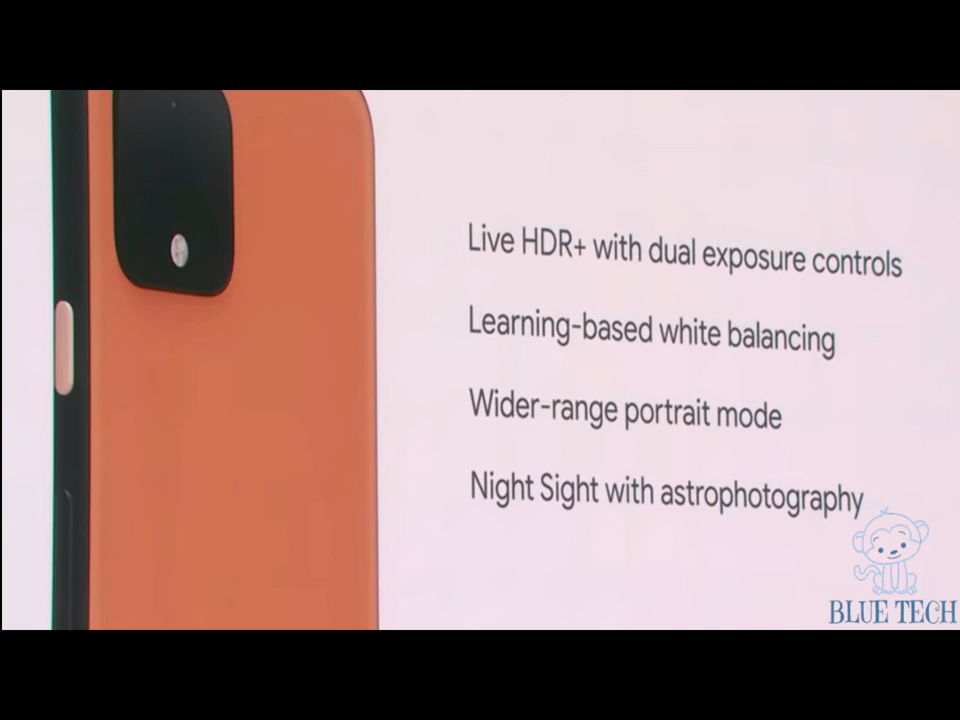 Live HDR+ with dual exposure controls
Learning-based white balancing
Wider-range portrait mode
Night Sight with astrophotography
BLUE TECH